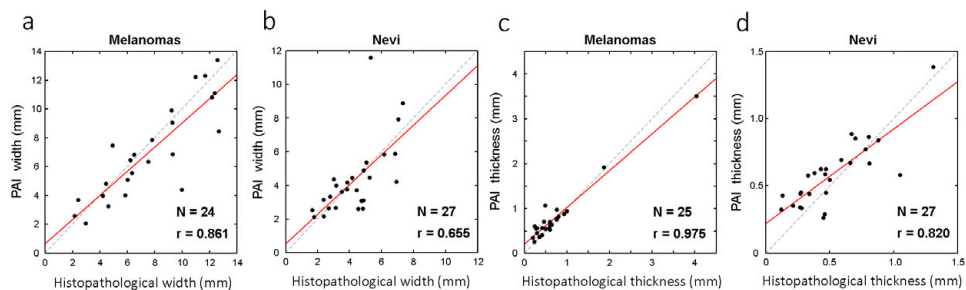 a
Melanomas
PAI width (mm)
14
12
10
8
6
4
2
0
0 2 4 6 8 10 12 14
N = 24
r = 0.861
Histopathological width (mm)
b
Nevi
PAI width (mm)
12
10
8
6
4
2
0
0 2 4 6 8 10 12
N = 27
r = 0.655
Histopathological width (mm)
c
Melanomas
PAI thickness (mm)
4
3
2
1
0
0 1 2 3 4
N = 25
r = 0.975
Histopathological thickness (mm)
d
Nevi
PAI thickness (mm)
1.5
1.0
0.5
0
0 0.5 1.0 1.5
N = 27
r = 0.820
Histopathological thickness (mm)